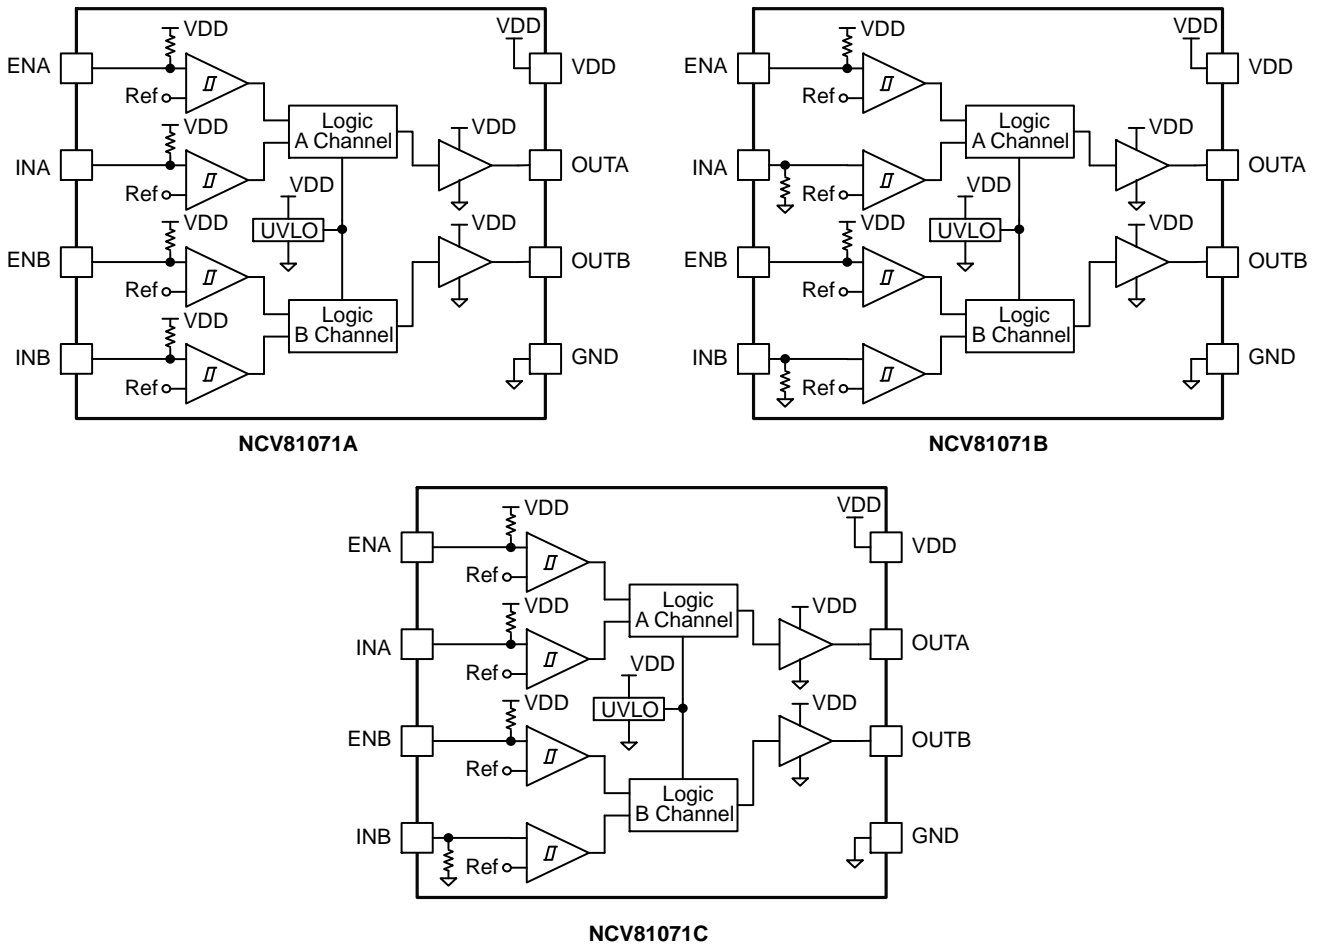 VDD
VDD
ENA
VDD
Ref
Logic
A Channel
VDD
VDD
INA
OUTA
Ref
VDD
UVLO
VDD
VDD
ENB
OUTB
Ref
Logic
B Channel
VDD
INB
GND
Ref
NCV81071A
VDD
VDD
ENA
VDD
Ref
Logic
A Channel
VDD
INA
OUTA
Ref
VDD
UVLO
VDD
VDD
ENB
OUTB
Ref
Logic
B Channel
INB
GND
Ref
NCV81071B
VDD
VDD
ENA
VDD
Ref
Logic
A Channel
VDD
VDD
INA
OUTA
Ref
VDD
UVLO
VDD
VDD
ENB
OUTB
Ref
Logic
B Channel
INB
GND
Ref
NCV81071C